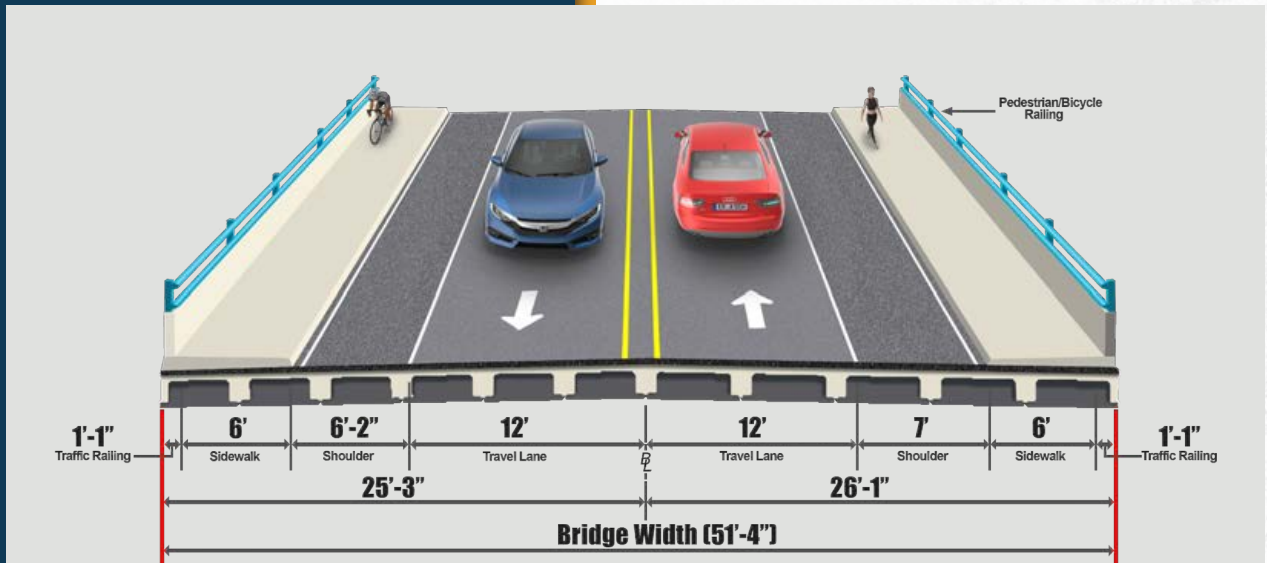 Pedestrian/Bicycle
Railing
1'-1"
Traffic Railing
6'
Sidewalk
6'-2"
Shoulder
12'
Travel Lane
BL
12'
Travel Lane
7'
Shoulder
6'
Sidewalk
1'-1"
Traffic Railing
25'-3"
26'-1"
Bridge Width (51'-4")